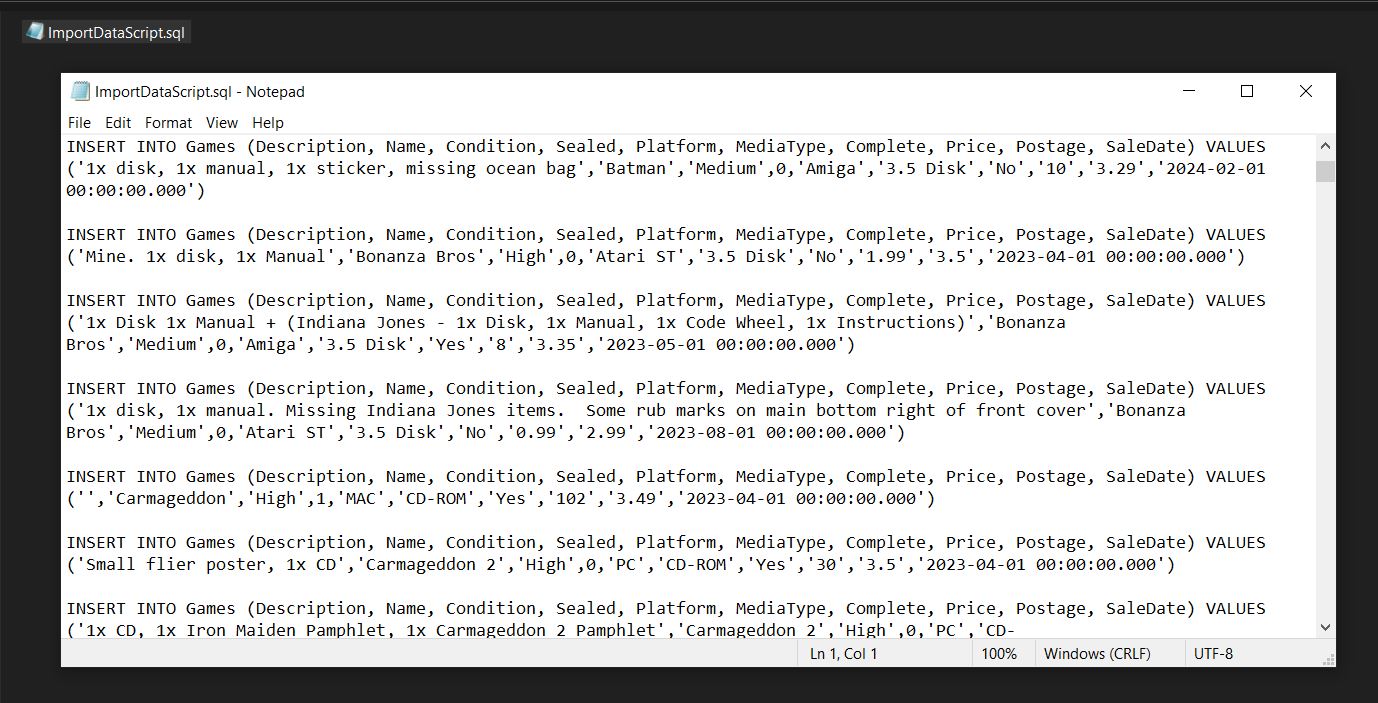 ImportDataScript.sql
ImportDataScript.sql - Notepad
File Edit Format View Help
INSERT INTO Games (Description, Name, Condition, Sealed, Platform, MediaType, Complete, Price, Postage, SaleDate) VALUES
('1x disk, 1x manual, 1x sticker, missing ocean bag','Batman','Medium',0,'Amiga','3.5 Disk','No','10','3.29','2024-02-01
00:00:00.000')
INSERT INTO Games (Description, Name, Condition, Sealed, Platform, MediaType, Complete, Price, Postage, SaleDate) VALUES
('Mine. 1x disk, 1x Manual','Bonanza Bros','High',0,'Atari ST','3.5 Disk','No','1.99','3.5','2023-04-01 00:00:00.000')
INSERT INTO Games (Description, Name, Condition, Sealed, Platform, MediaType, Complete, Price, Postage, SaleDate) VALUES
('1x Disk 1x Manual + (Indiana Jones - 1x Disk, 1x Manual, 1x Code Wheel, 1x Instructions)','Bonanza
Bros','Medium',0,'Amiga','3.5 Disk','Yes','8','3.35','2023-05-01 00:00:00.000')
INSERT INTO Games (Description, Name, Condition, Sealed, Platform, MediaType, Complete, Price, Postage, SaleDate) VALUES
('1x disk, 1x manual. Missing Indiana Jones items.  Some rub marks on main bottom right of front cover','Bonanza
Bros','Medium',0,'Atari ST','3.5 Disk','No','0.99','2.99','2023-08-01 00:00:00.000')
INSERT INTO Games (Description, Name, Condition, Sealed, Platform, MediaType, Complete, Price, Postage, SaleDate) VALUES
('','Carmageddon','High',1,'MAC','CD-ROM','Yes','102','3.49','2023-04-01 00:00:00.000')
INSERT INTO Games (Description, Name, Condition, Sealed, Platform, MediaType, Complete, Price, Postage, SaleDate) VALUES
('Small flier poster, 1x CD','Carmageddon 2','High',0,'PC','CD-ROM','Yes','30','3.5','2023-04-01 00:00:00.000')
INSERT INTO Games (Description, Name, Condition, Sealed, Platform, MediaType, Complete, Price, Postage, SaleDate) VALUES
('1x CD, 1x Iron Maiden Pamphlet, 1x Carmageddon 2 Pamphlet','Carmageddon 2','High',0,'PC','CD-
Ln 1, Col 1 100% Windows (CRLF) UTF-8